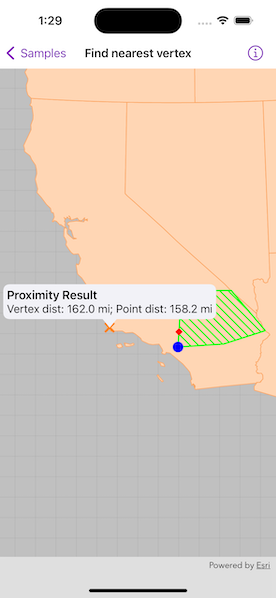 1:29
Samples
Find nearest vertex
Proximity Result
Vertex dist: 162.0 mi; Point dist: 158.2 mi
Powered by Esri